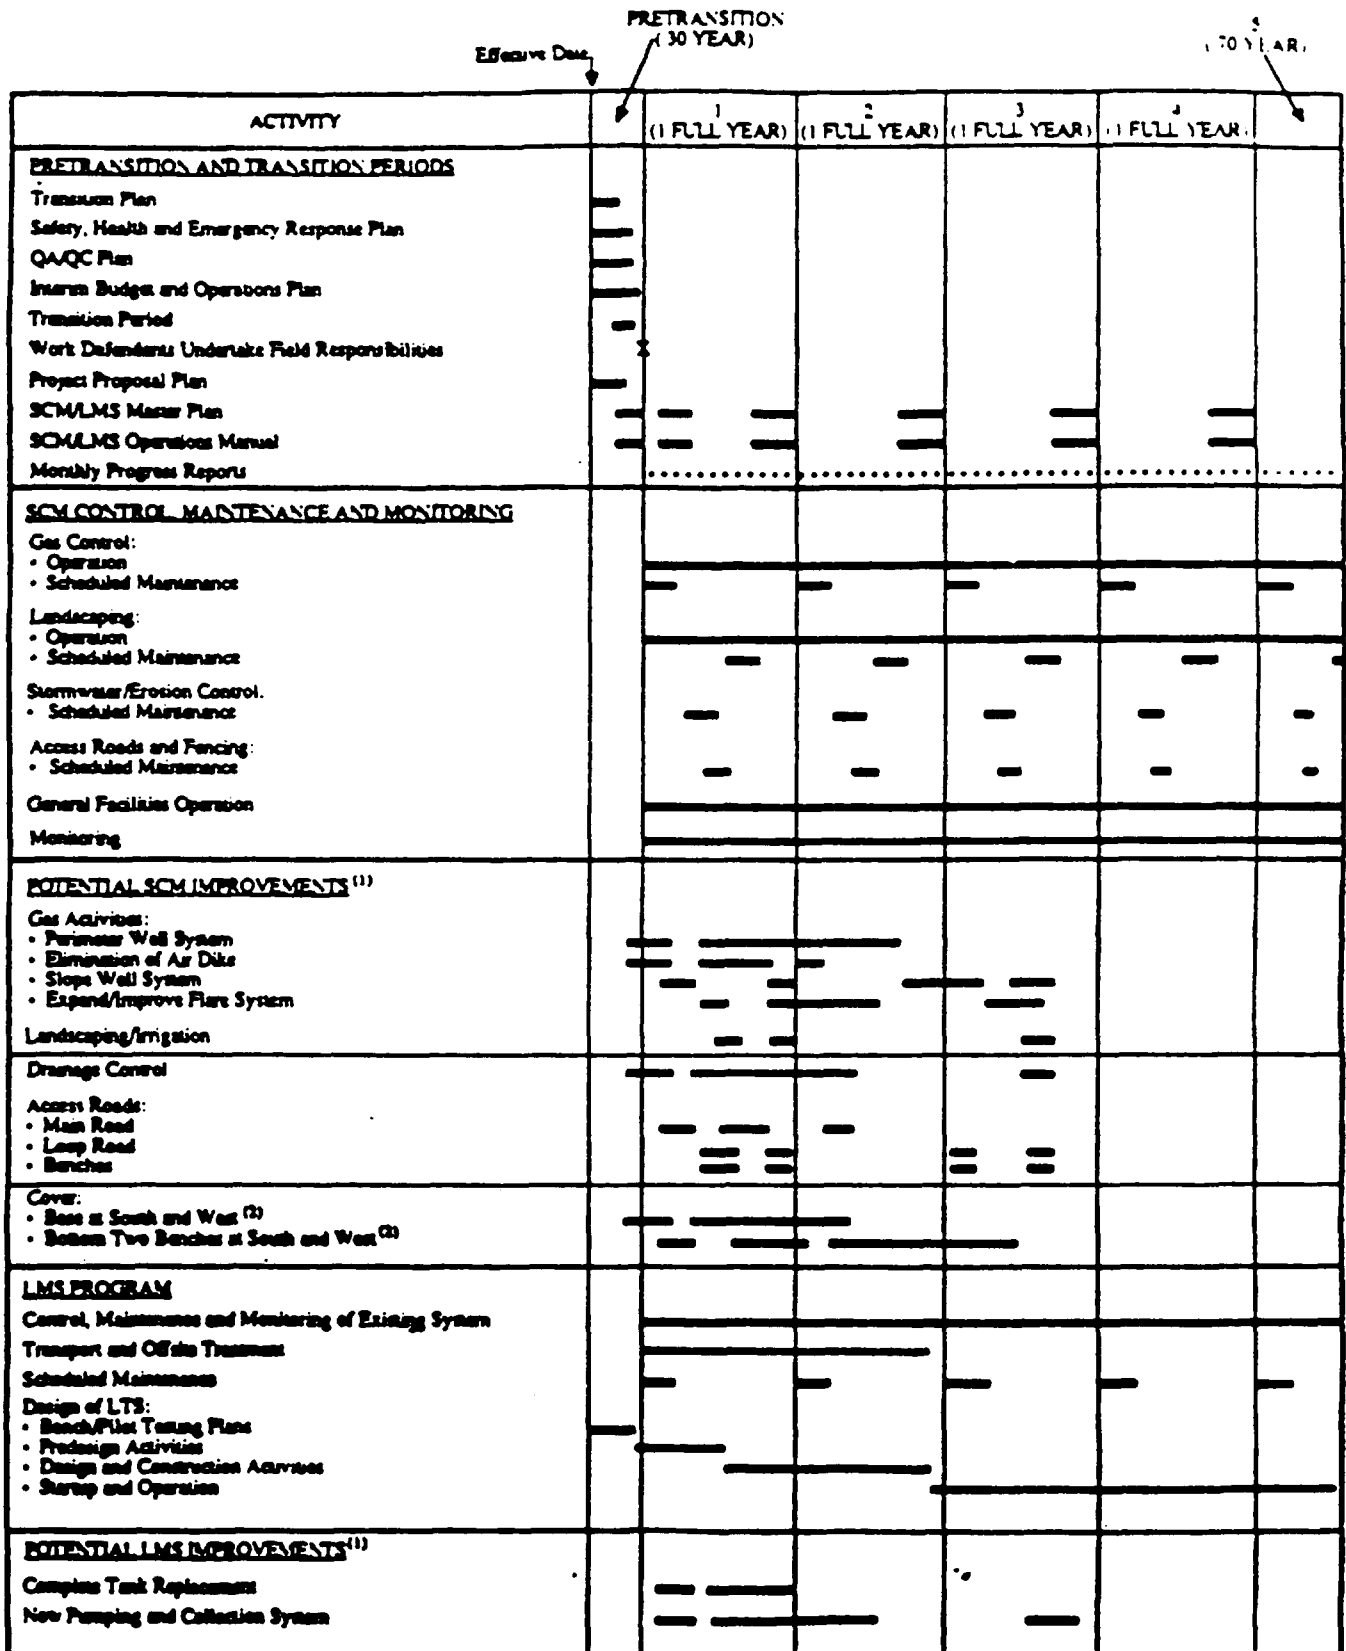 PRETRANSITION
(.30 YEAR)
5
(.70 YEAR)
Effective Date
ACTIVITY
1
2
3
4
(1 FULL YEAR)
(1 FULL YEAR)
(1 FULL YEAR)
(1 FULL YEAR)
PRETRANSITION AND TRANSITION PERIODS
Transition Plan
Safety, Health and Emergency Response Plan
QA/QC Plan
Interim Budget and Operations Plan
Transition Period
Work Defendants Undertake Field Responsibilities
X
Project Proposal Plan
SCM/LMS Master Plan
SCM/LMS Operations Manual
Monthly Progress Reports
SCM CONTROL, MAINTENANCE AND MONITORING
Gas Control:
• Operation
• Scheduled Maintenance
Landscaping:
• Operation
• Scheduled Maintenance
Stormwater/Erosion Control:
• Scheduled Maintenance
Access Roads and Fencing:
• Scheduled Maintenance
General Facilities Operation
Monitoring
POTENTIAL SCM IMPROVEMENTS (1)
Gas Activities:
• Perimeter Well System
• Elimination of Air Dike
• Slope Well System
• Expand/Improve Flare System
Landscaping/Irrigation
Drainage Control
Access Roads:
• Main Road
• Loop Road
• Benches
Cover:
• Base at South and West (2)
• Bottom Two Benches at South and West (2)
LMS PROGRAM
Control, Maintenance and Monitoring of Existing System
Transport and Offsite Treatment
Scheduled Maintenance
Design of LTS:
• Bench/Pilot Testing Plans
• Predesign Activities
• Design and Construction Activities
• Startup and Operation
POTENTIAL LMS IMPROVEMENTS (1)
Complete Tank Replacement
New Pumping and Collection System